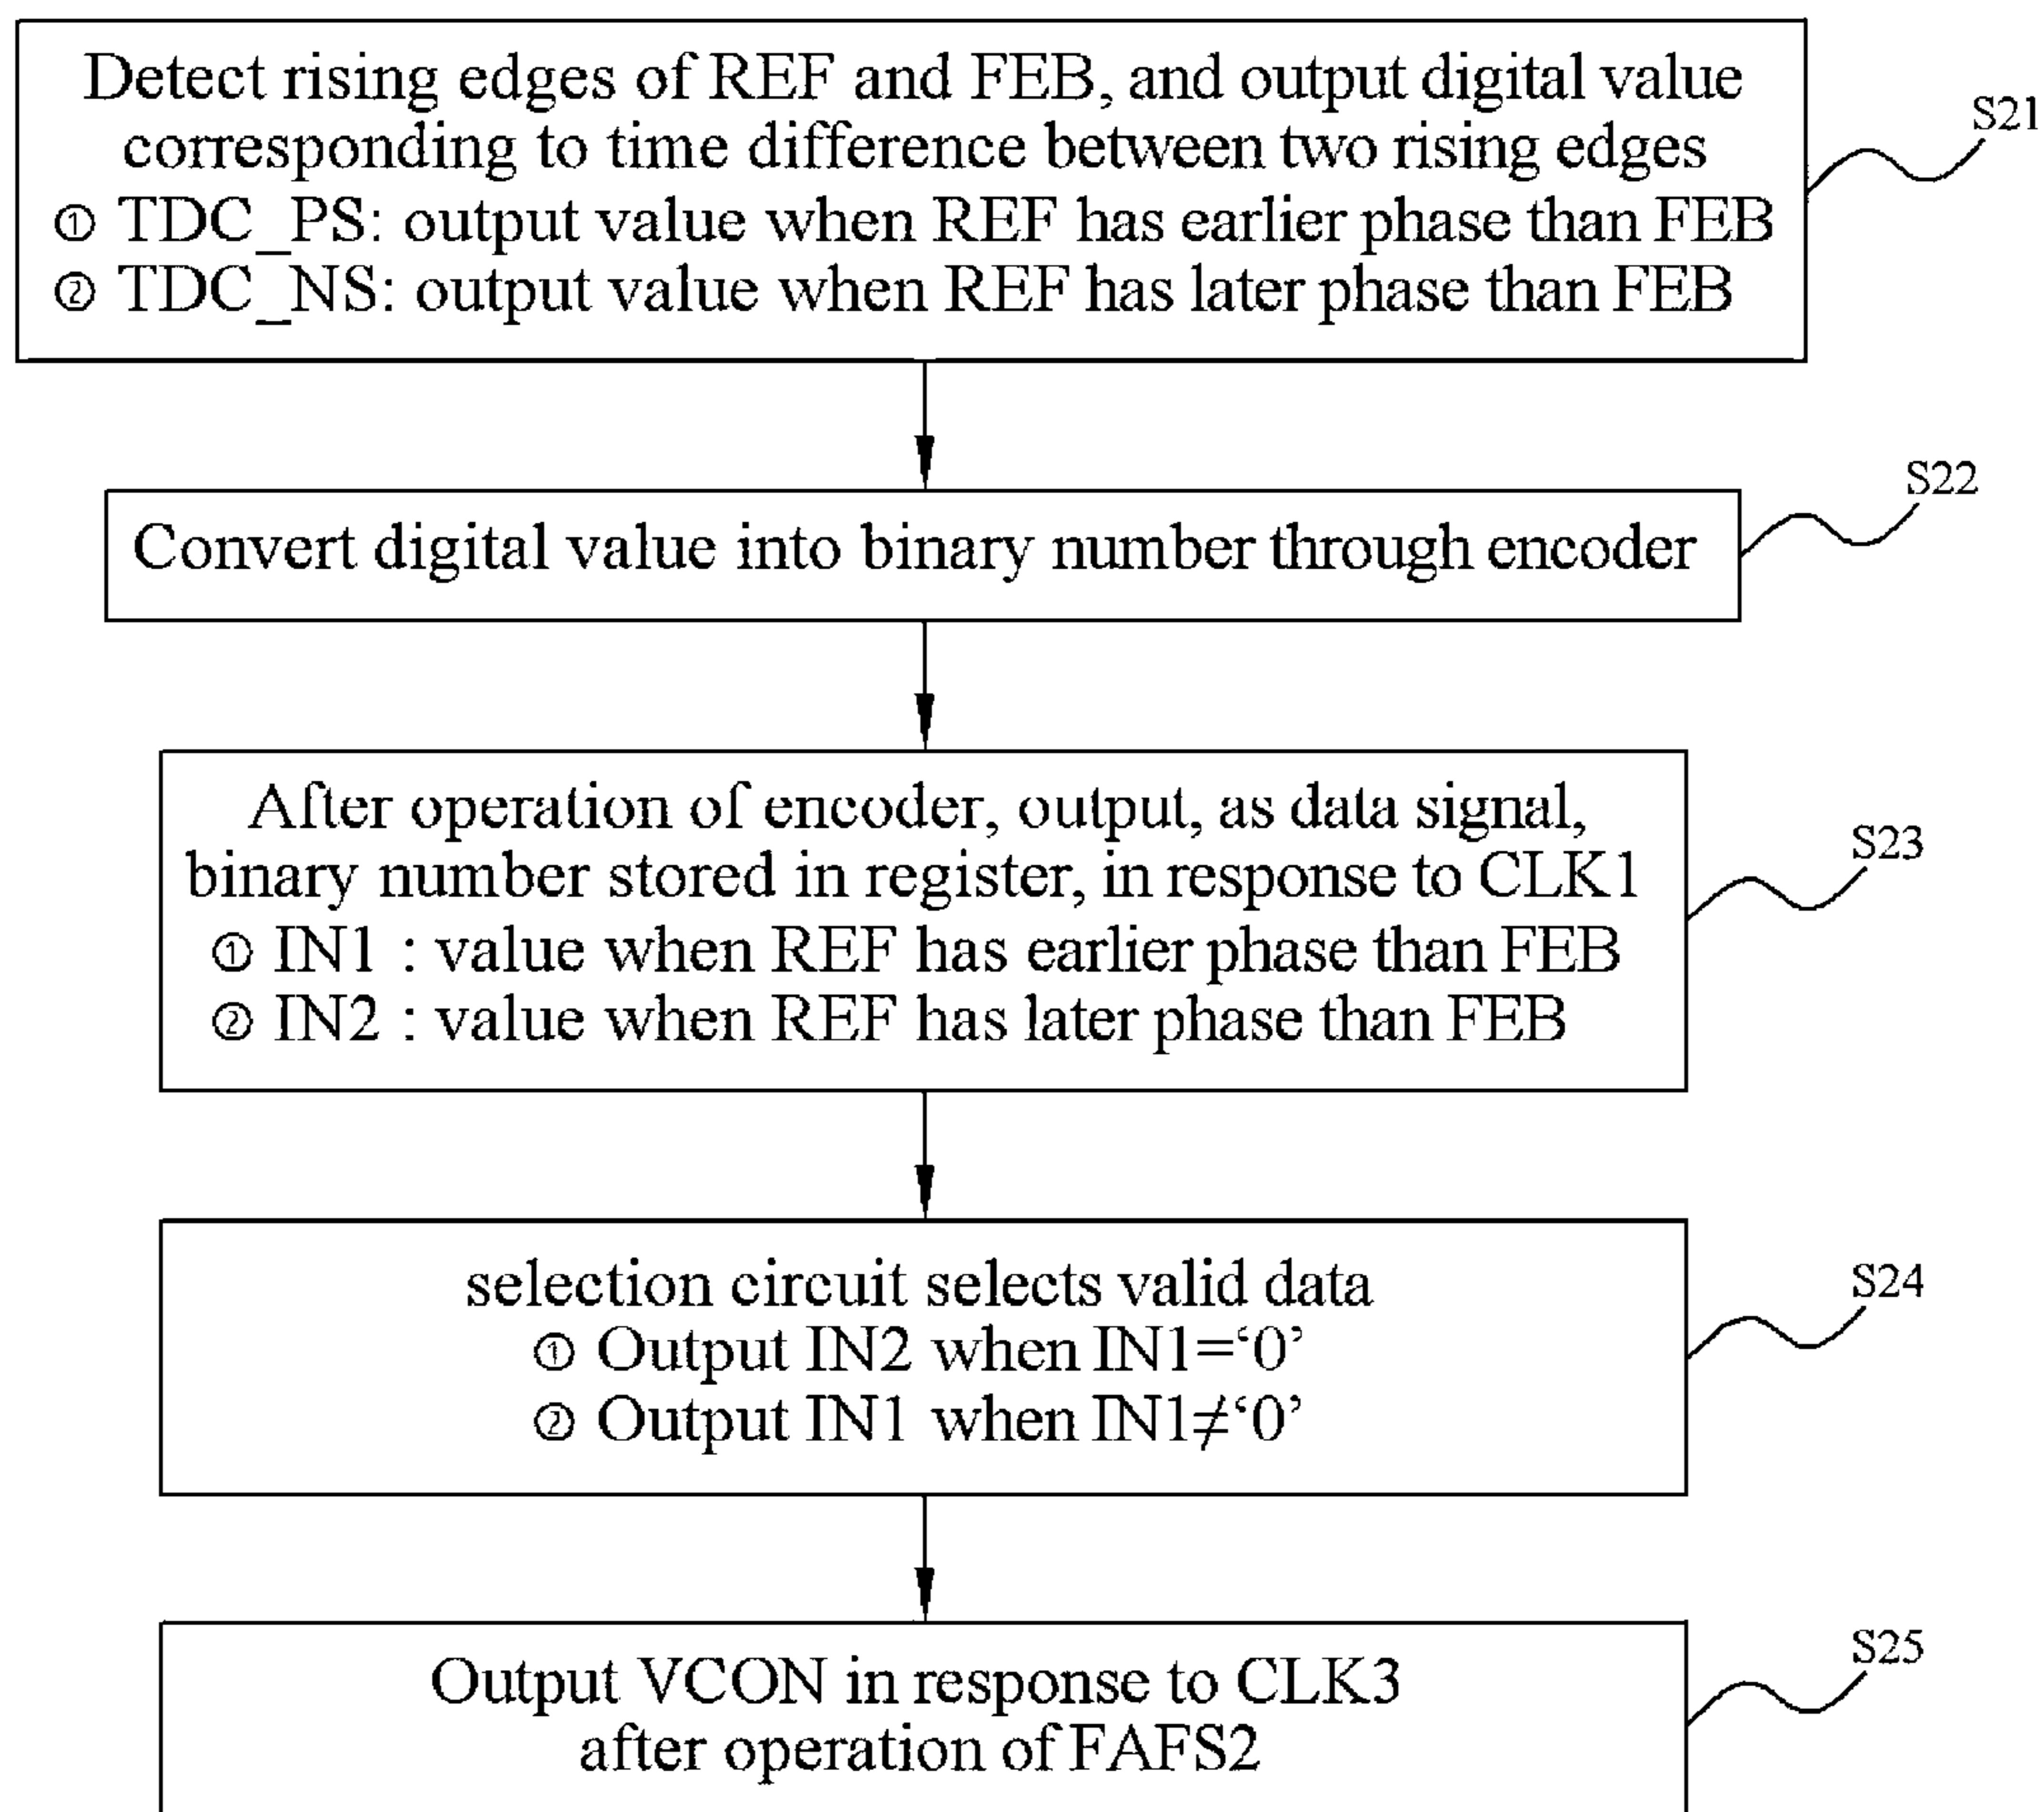 Detect rising edges of REF and FEB, and output digital value
corresponding to time difference between two rising edges
① TDC_PS: output value when REF has earlier phase than FEB
② TDC_NS: output value when REF has later phase than FEB
S21
Convert digital value into binary number through encoder
S22
After operation of encoder, output, as data signal,
binary number stored in register, in response to CLK1
① IN1 : value when REF has earlier phase than FEB
② IN2 : value when REF has later phase than FEB
S23
selection circuit selects valid data
① Output IN2 when IN1=‘0’
② Output IN1 when IN1≠‘0’
S24
Output VCON in response to CLK3
after operation of FAFS2
S25